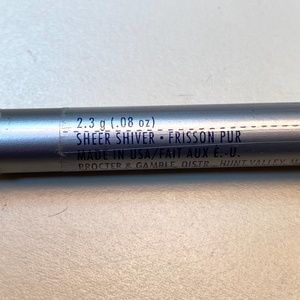 2.3 g (.08 oz)
SHEER SHIVER • FRISSON PUR
MADE IN USA/FAIT AUX É.-U.
PROCTER & GAMBLE, DISTR., HUNT VALLEY,